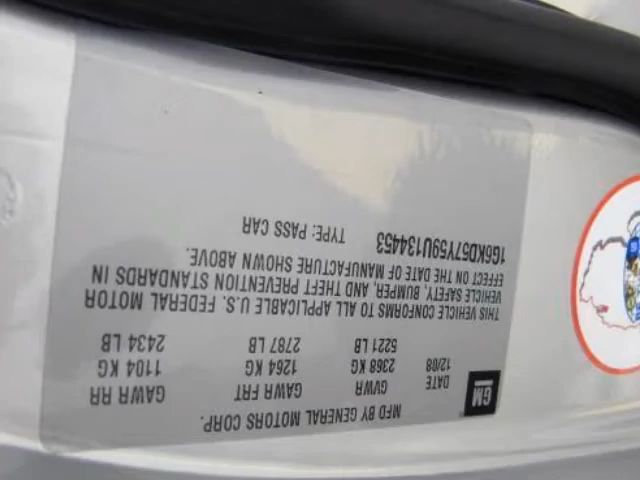 MFD BY GENERAL MOTORS CORP.
GM
DATE GVWR GAWR FRT GAWR RR
12/08 2368 KG 1264 KG 1104 KG
5221 LB 2787 LB 2434 LB
THIS VEHICLE CONFORMS TO ALL APPLICABLE U.S. FEDERAL MOTOR
VEHICLE SAFETY, BUMPER, AND THEFT PREVENTION STANDARDS IN
EFFECT ON THE DATE OF MANUFACTURE SHOWN ABOVE.
1G6KD57Y59U134453 TYPE: PASS CAR